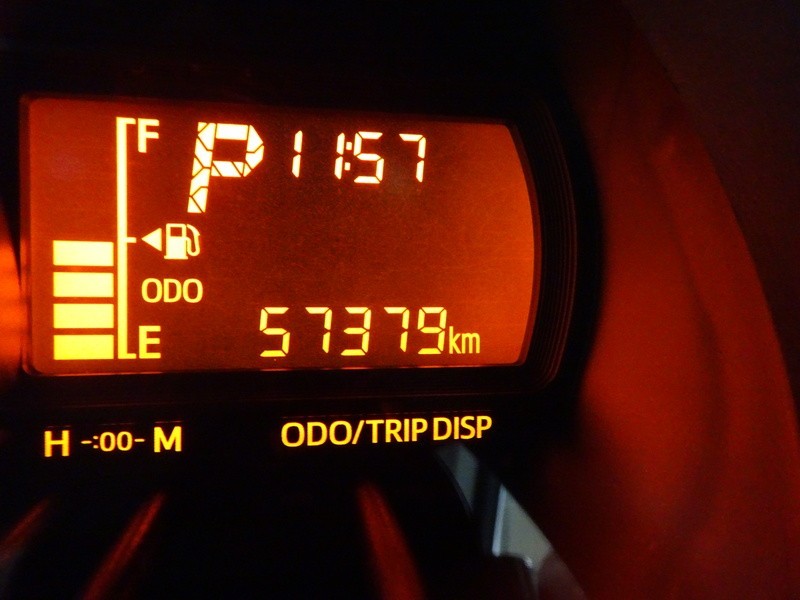 F P 11:57
ODO
E 57379km
H -:00- M ODO/TRIP DISP